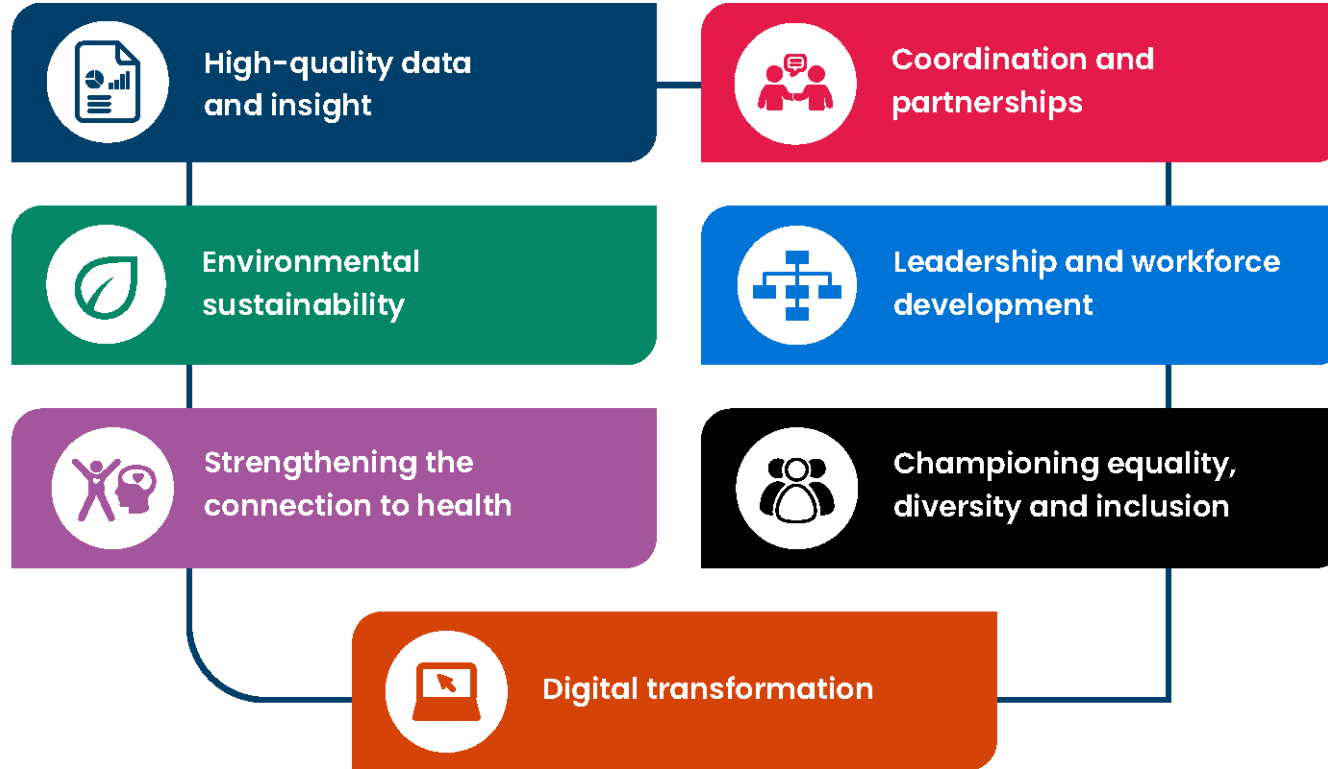 High-quality data
and insight
Coordination and
partnerships
Environmental
sustainability
Leadership and workforce
development
Strengthening the
connection to health
Championing equality,
diversity and inclusion
Digital transformation